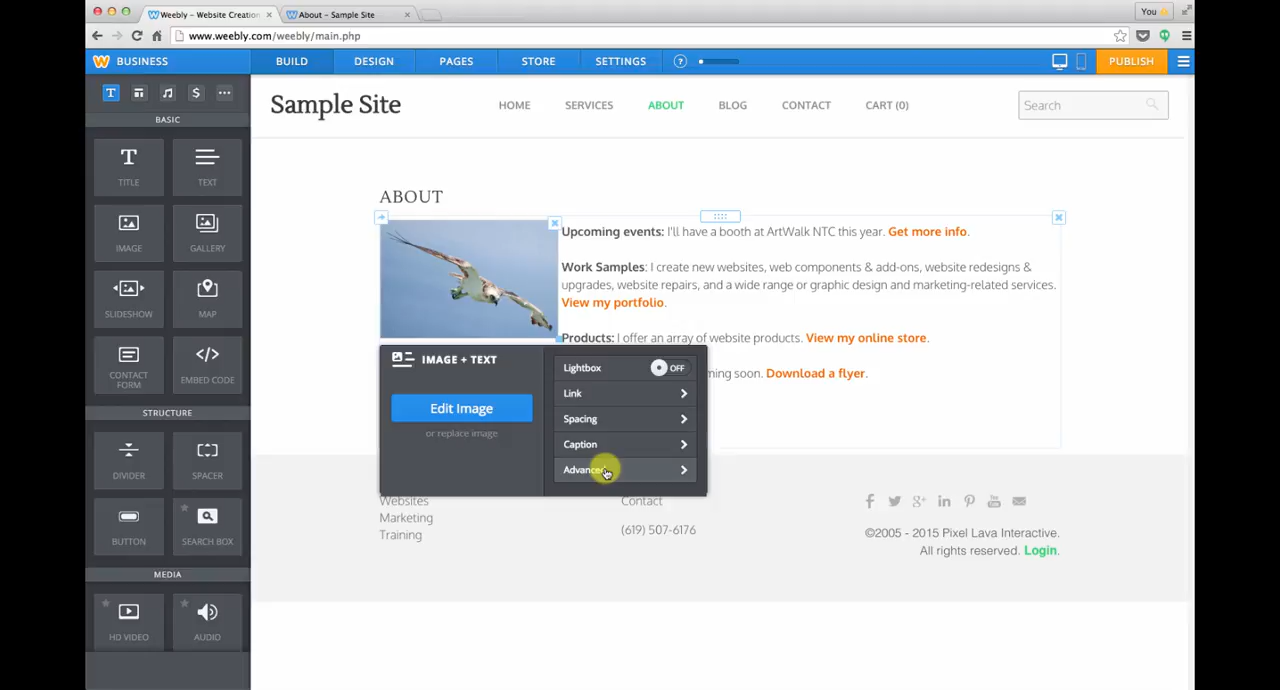 Weebly – Website Creation
About – Sample Site
You
www.weebly.com/weebly/main.php
BUSINESS
BUILD
DESIGN
PAGES
STORE
SETTINGS
?
PUBLISH
T
$
BASIC
T
TITLE
TEXT
IMAGE
GALLERY
SLIDESHOW
MAP
CONTACT
FORM
</>
EMBED CODE
STRUCTURE
DIVIDER
SPACER
BUTTON
SEARCH BOX
MEDIA
HD VIDEO
AUDIO
Sample Site
HOME
SERVICES
ABOUT
BLOG
CONTACT
CART (0)
Search
ABOUT
Upcoming events: I'll have a booth at ArtWalk NTC this year. Get more info.
Work Samples: I create new websites, web components & add-ons, website redesigns &
upgrades, website repairs, and a wide range or graphic design and marketing-related services.
View my portfolio.
Products: I offer an array of website products. View my online store.
ming soon. Download a flyer.
IMAGE + TEXT
Edit Image
or replace image
Lightbox OFF
Link
Spacing
Caption
Advanced
Websites
Marketing
Training
Contact
(619) 507-6176
©2005 - 2015 Pixel Lava Interactive.
All rights reserved. Login.